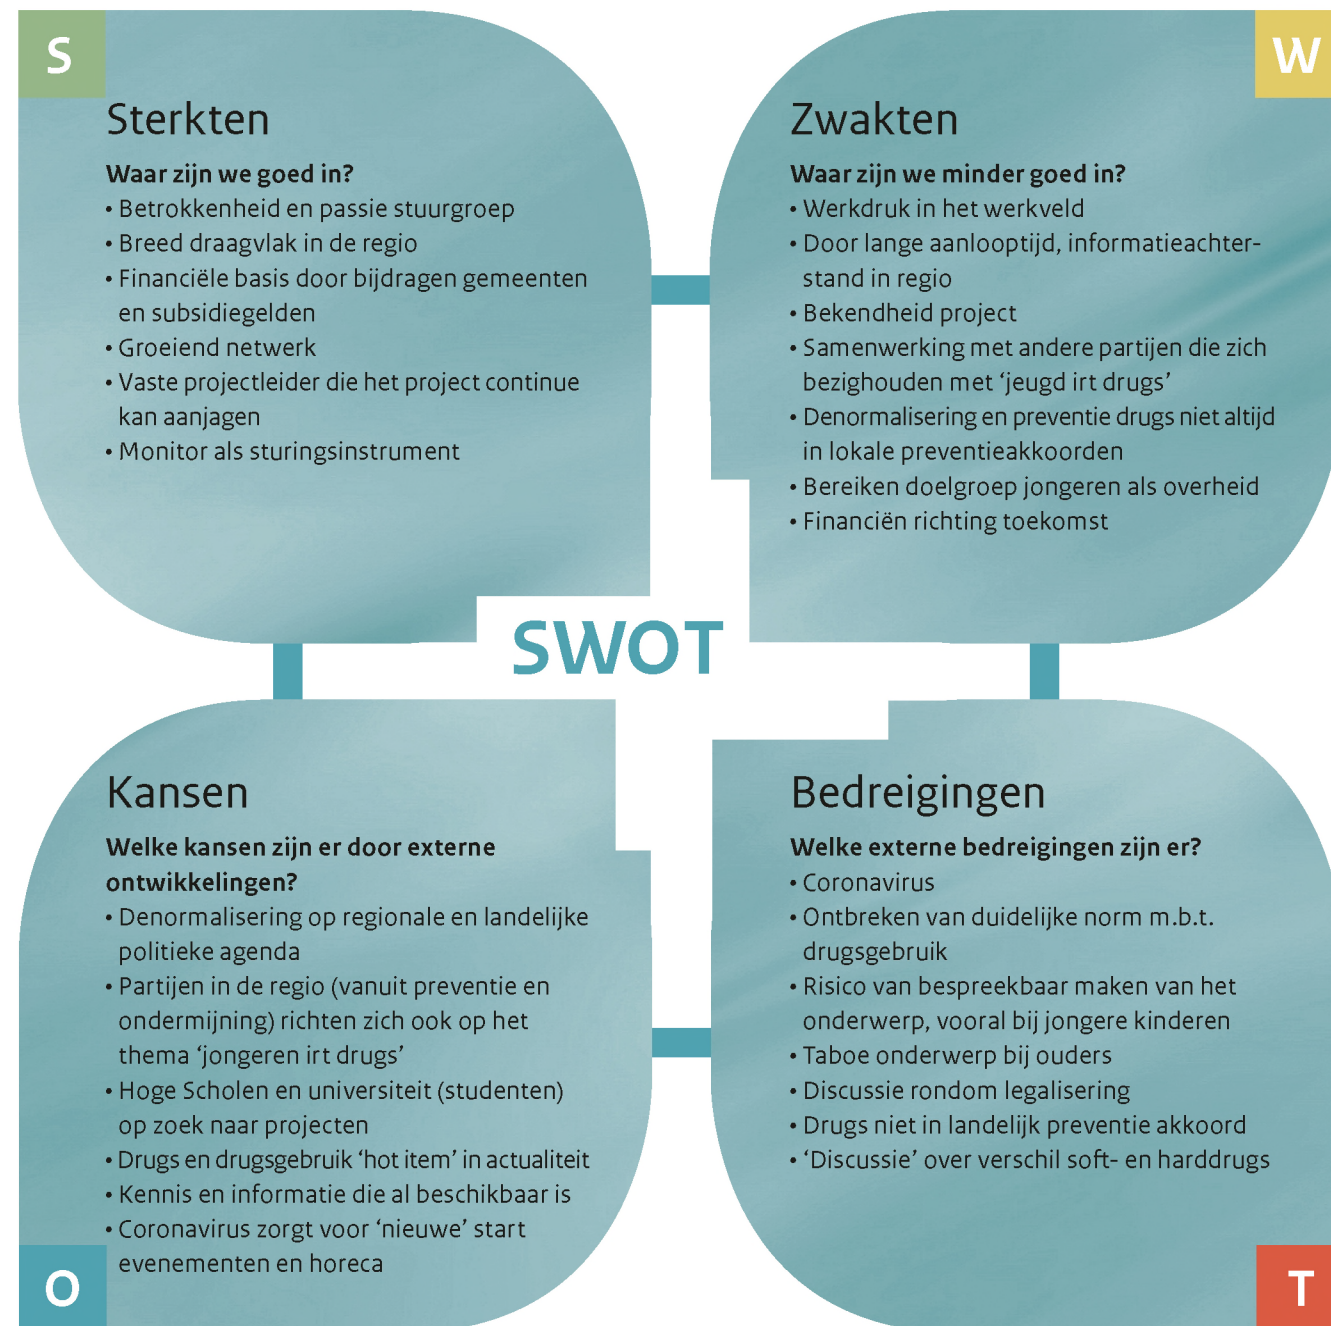 S
Sterkten
Waar zijn we goed in?
• Betrokkenheid en passie stuurgroep
• Breed draagvlak in de regio
• Financiële basis door bijdragen gemeenten
en subsidiegelden
• Groeiend netwerk
• Vaste projectleider die het project continue
kan aanjagen
• Monitor als sturingsinstrument
W
Zwakten
Waar zijn we minder goed in?
• Werkdruk in het werkveld
• Door lange aanlooptijd, informatieachter-
stand in regio
• Bekendheid project
• Samenwerking met andere partijen die zich
bezighouden met ‘jeugd irt drugs’
• Denormalisering en preventie drugs niet altijd
in lokale preventieakkoorden
• Bereiken doelgroep jongeren als overheid
• Financiën richting toekomst
SWOT
Kansen
Welke kansen zijn er door externe
ontwikkelingen?
• Denormalisering op regionale en landelijke
politieke agenda
• Partijen in de regio (vanuit preventie en
ondermijning) richten zich ook op het
thema ‘jongeren irt drugs’
• Hoge Scholen en universiteit (studenten)
op zoek naar projecten
• Drugs en drugsgebruik ‘hot item’ in actualiteit
• Kennis en informatie die al beschikbaar is
• Coronavirus zorgt voor ‘nieuwe’ start
evenementen en horeca
O
Bedreigingen
Welke externe bedreigingen zijn er?
• Coronavirus
• Ontbreken van duidelijke norm m.b.t.
drugsgebruik
• Risico van bespreekbaar maken van het
onderwerp, vooral bij jongere kinderen
• Taboe onderwerp bij ouders
• Discussie rondom legalisering
• Drugs niet in landelijk preventie akkoord
• ‘Discussie’ over verschil soft- en harddrugs
T